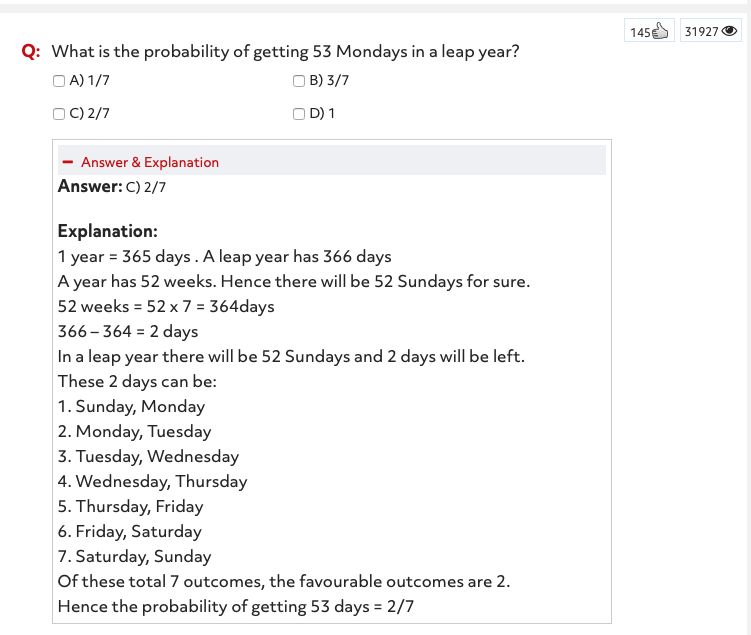 145
31927
Q: What is the probability of getting 53 Mondays in a leap year?
A) 1/7
B) 3/7
C) 2/7
D) 1
Answer & Explanation
Answer: C) 2/7
Explanation:
1 year = 365 days . A leap year has 366 days
A year has 52 weeks. Hence there will be 52 Sundays for sure.
52 weeks = 52 x 7 = 364days
366 – 364 = 2 days
In a leap year there will be 52 Sundays and 2 days will be left.
These 2 days can be:
1. Sunday, Monday
2. Monday, Tuesday
3. Tuesday, Wednesday
4. Wednesday, Thursday
5. Thursday, Friday
6. Friday, Saturday
7. Saturday, Sunday
Of these total 7 outcomes, the favourable outcomes are 2.
Hence the probability of getting 53 days = 2/7